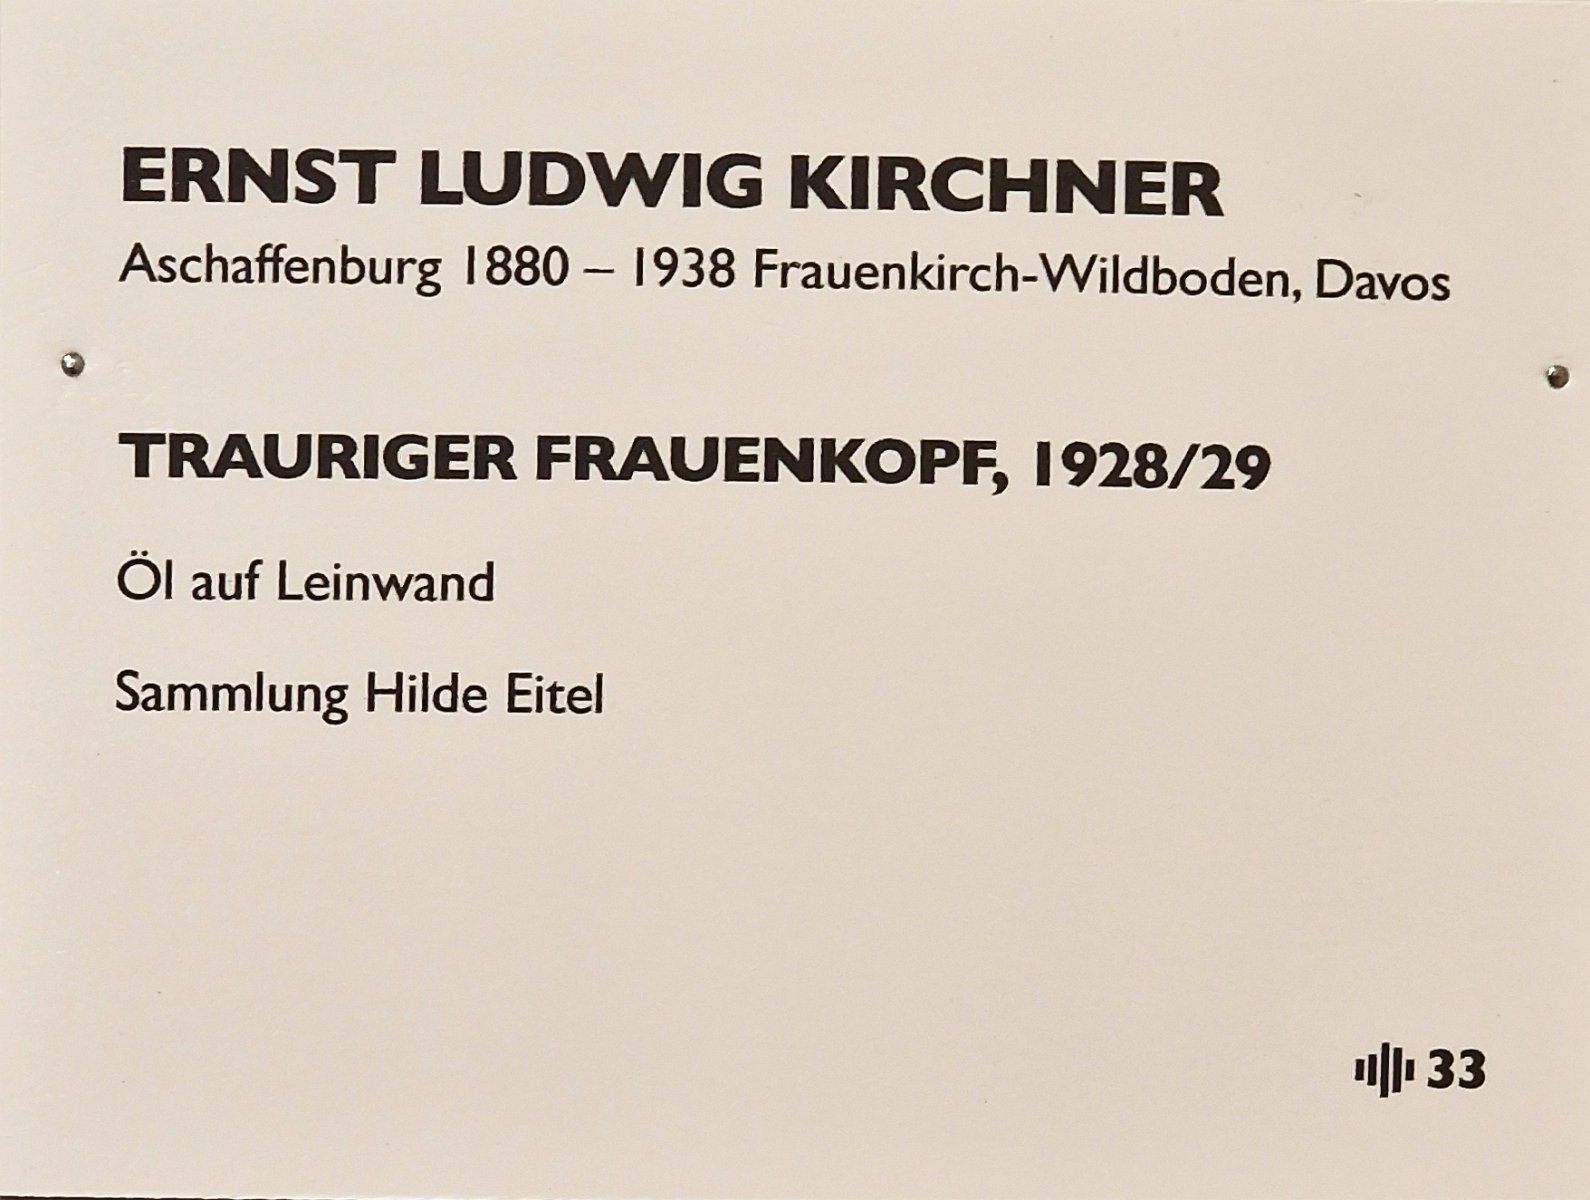 ERNST LUDWIG KIRCHNER
Aschaffenburg 1880 – 1938 Frauenkirch-Wildboden, Davos
TRAURIGER FRAUENKOPF, 1928/29
Öl auf Leinwand
Sammlung Hilde Eitel
33